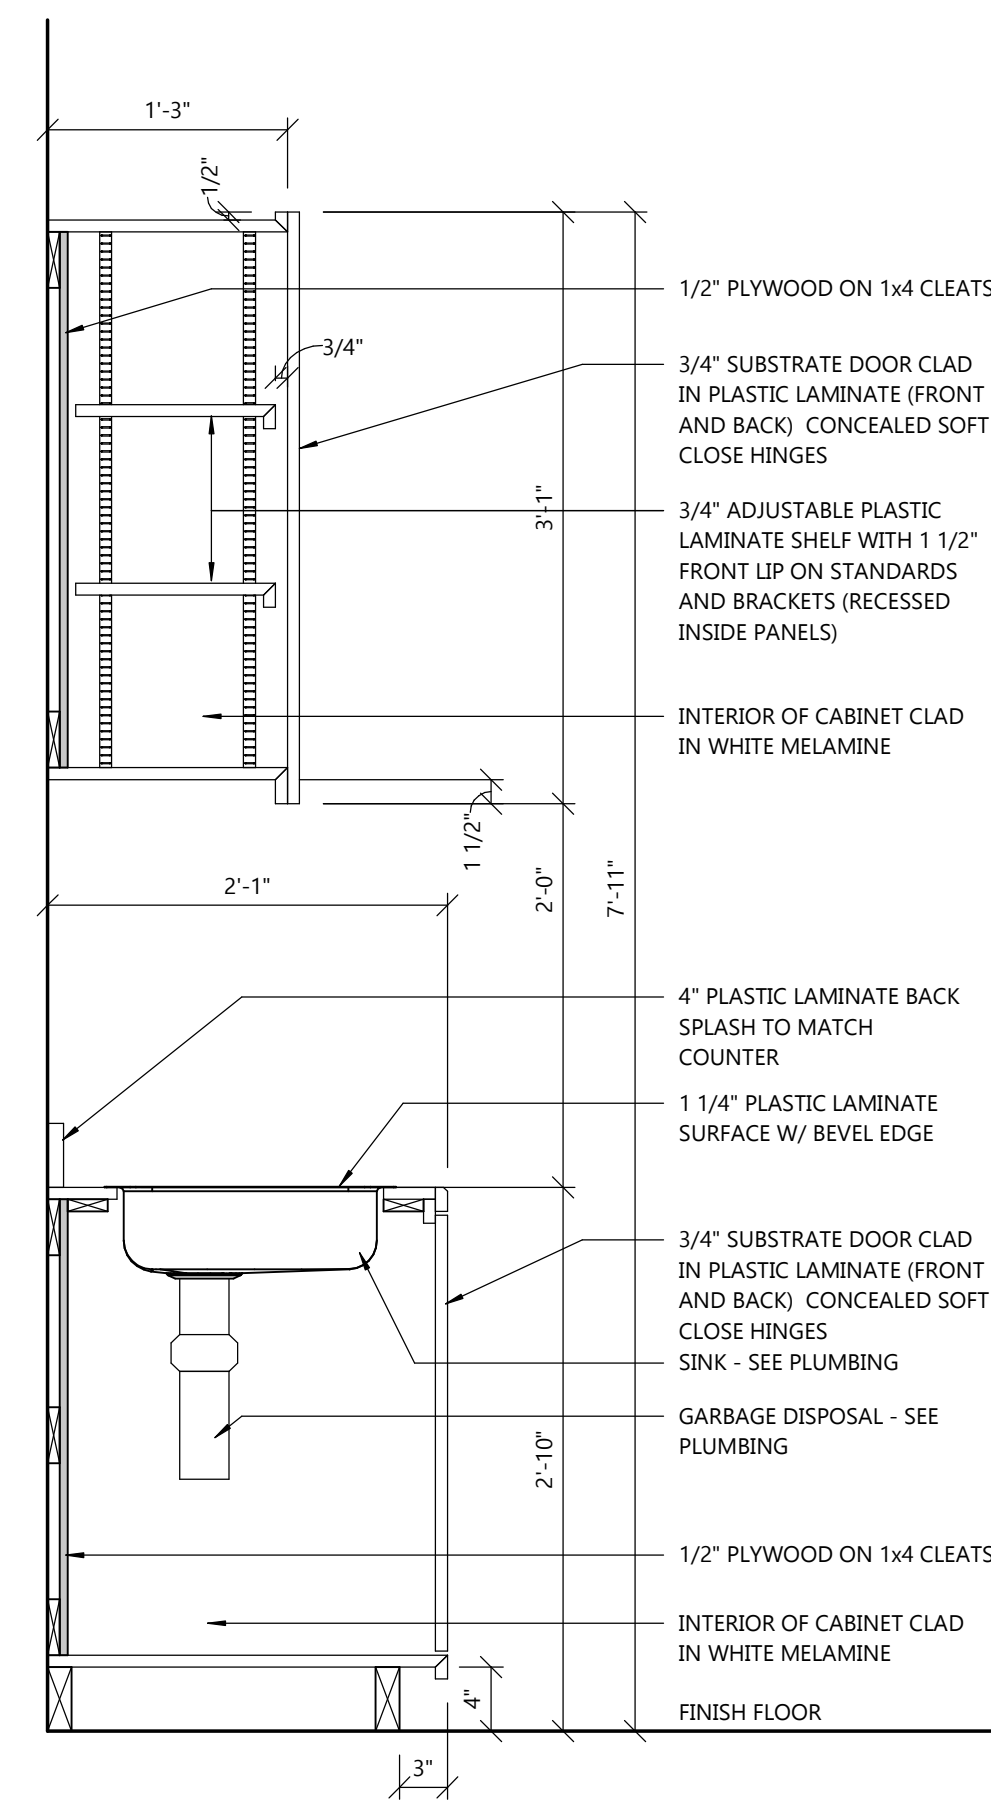 1'-3"
1/2"
1/2" PLYWOOD ON 1x4 CLEATS
3/4"
3/4" SUBSTRATE DOOR CLAD
IN PLASTIC LAMINATE (FRONT
AND BACK) CONCEALED SOFT
CLOSE HINGES
3'-1"
3/4" ADJUSTABLE PLASTIC
LAMINATE SHELF WITH 1 1/2"
FRONT LIP ON STANDARDS
AND BRACKETS (RECESSED
INSIDE PANELS)
INTERIOR OF CABINET CLAD
IN WHITE MELAMINE
1 1/2"
2'-1"
2'-0"
7'-11"
4" PLASTIC LAMINATE BACK
SPLASH TO MATCH
COUNTER
1 1/4" PLASTIC LAMINATE
SURFACE W/ BEVEL EDGE
3/4" SUBSTRATE DOOR CLAD
IN PLASTIC LAMINATE (FRONT
AND BACK) CONCEALED SOFT
CLOSE HINGES
SINK - SEE PLUMBING
GARBAGE DISPOSAL - SEE
PLUMBING
2'-10"
1/2" PLYWOOD ON 1x4 CLEATS
INTERIOR OF CABINET CLAD
IN WHITE MELAMINE
4"
FINISH FLOOR
3"